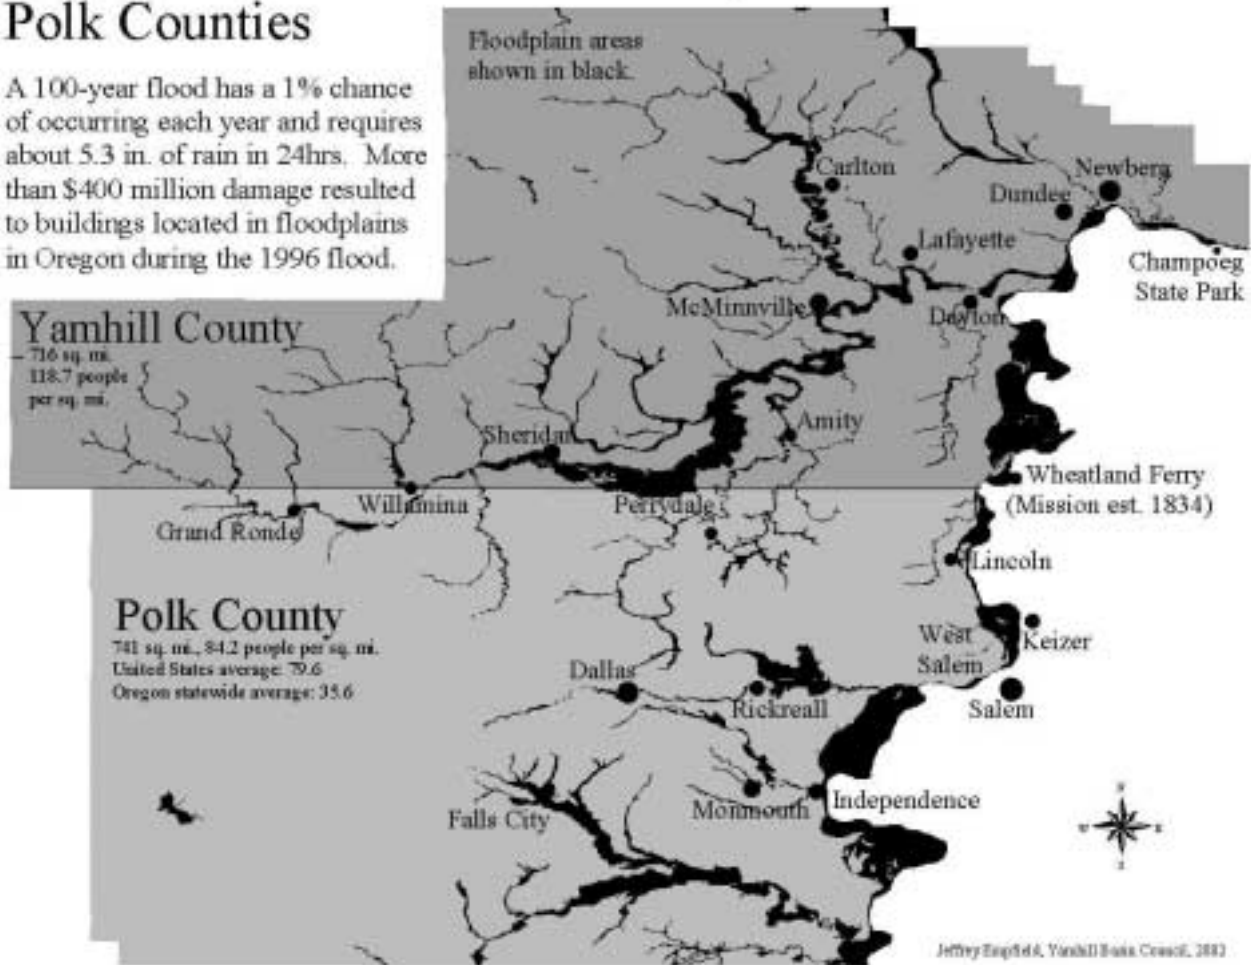 Polk Counties
A 100-year flood has a 1% chance
of occurring each year and requires
about 5.3 in. of rain in 24hrs. More
than $400 million damage resulted
to buildings located in floodplains
in Oregon during the 1996 flood.
Floodplain areas
shown in black.
Carlton
Newberg
Dundee
Lafayette
Champoeg
State Park
McMinnville
Dayton
Yamhill County
716 sq. mi.
118.7 people
per sq. mi.
Amity
Sheridan
Wheatland Ferry
(Mission est. 1834)
Willamina
Perrydale
Grand Ronde
Lincoln
Polk County
741 sq. mi., 84.2 people per sq. mi.
United States average: 79.6
Oregon statewide average: 35.6
West
Salem
Keizer
Dallas
Rickreall
Salem
Monmouth
Independence
Falls City
N
W E
S
Jeffrey Empfield, Yamhill Basin Council, 2002